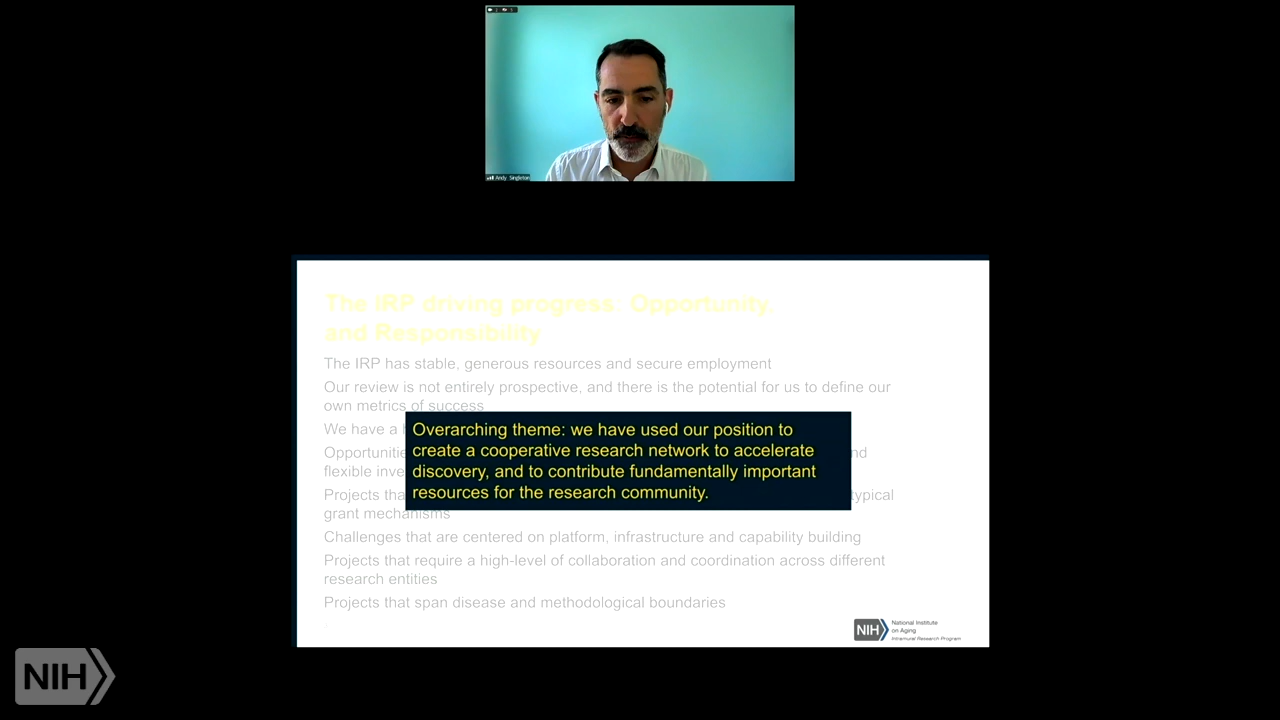 Andy Singleton
The IRP driving progress: Opportunity,
and Responsibility
The IRP has stable, generous resources and secure employment
Our review is not entirely prospective, and there is the potential for us to define our
own metrics of success
We have a
Overarching theme: we have used our position to
create a cooperative research network to accelerate
discovery, and to contribute fundamentally important
resources for the research community.
Opportunitie nd
flexible inve
Projects tha typical
grant mechanisms
Challenges that are centered on platform, infrastructure and capability building
Projects that require a high-level of collaboration and coordination across different
research entities
Projects that span disease and methodological boundaries
NIH
National Institute
on Aging
Intramural Research Program
NIH